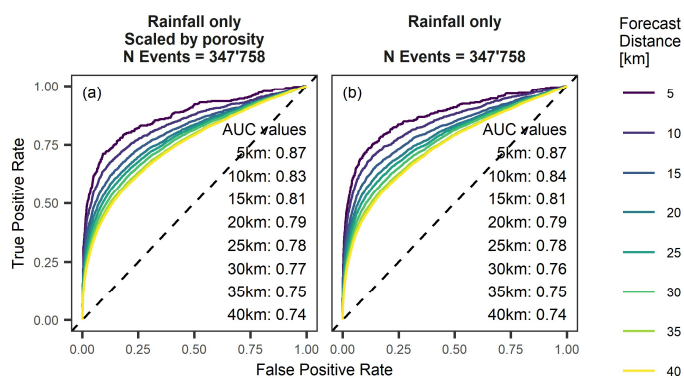 Rainfall only
Scaled by porosity
N Events = 347'758
Rainfall only
N Events = 347'758
Forecast
Distance
[km]
5
10
15
20
25
30
35
40
True Positive Rate
1.00
0.75
0.50
0.25
0.00
(a)
AUC values
5km: 0.87
10km: 0.83
15km: 0.81
20km: 0.79
25km: 0.78
30km: 0.77
35km: 0.75
40km: 0.74
(b)
AUC values
5km: 0.87
10km: 0.84
15km: 0.81
20km: 0.79
25km: 0.78
30km: 0.76
35km: 0.75
40km: 0.74
0.00 0.25 0.50 0.75 1.00
0.00 0.25 0.50 0.75 1.00
False Positive Rate